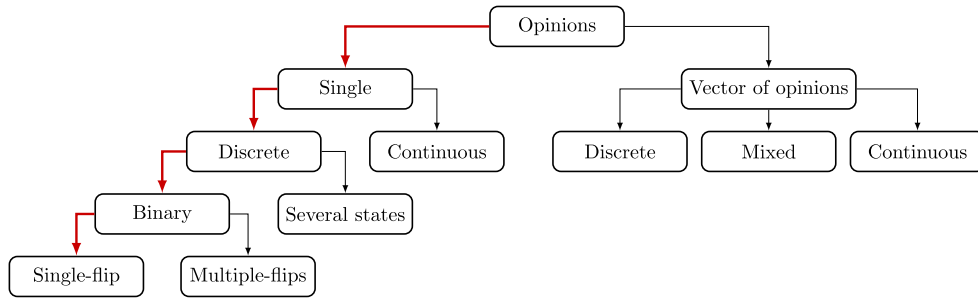 Opinions
Single
Vector of opinions
Discrete
Continuous
Discrete
Mixed
Continuous
Binary
Several states
Single-flip
Multiple-flips